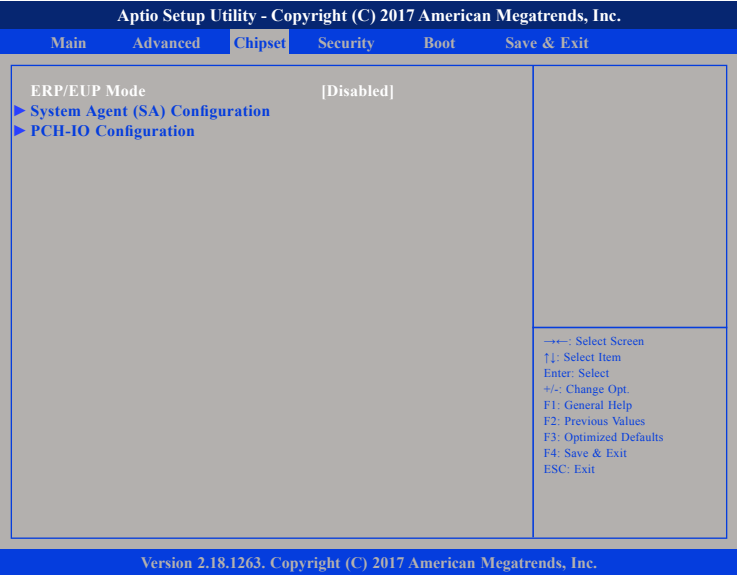 Aptio Setup Utility - Copyright (C) 2017 American Megatrends, Inc.
Main Advanced Chipset Security Boot Save & Exit
ERP/EUP Mode [Disabled]
▶ System Agent (SA) Configuration
▶ PCH-IO Configuration
→←: Select Screen
↑↓: Select Item
Enter: Select
+/-: Change Opt.
F1: General Help
F2: Previous Values
F3: Optimized Defaults
F4: Save & Exit
ESC: Exit
Version 2.18.1263. Copyright (C) 2017 American Megatrends, Inc.